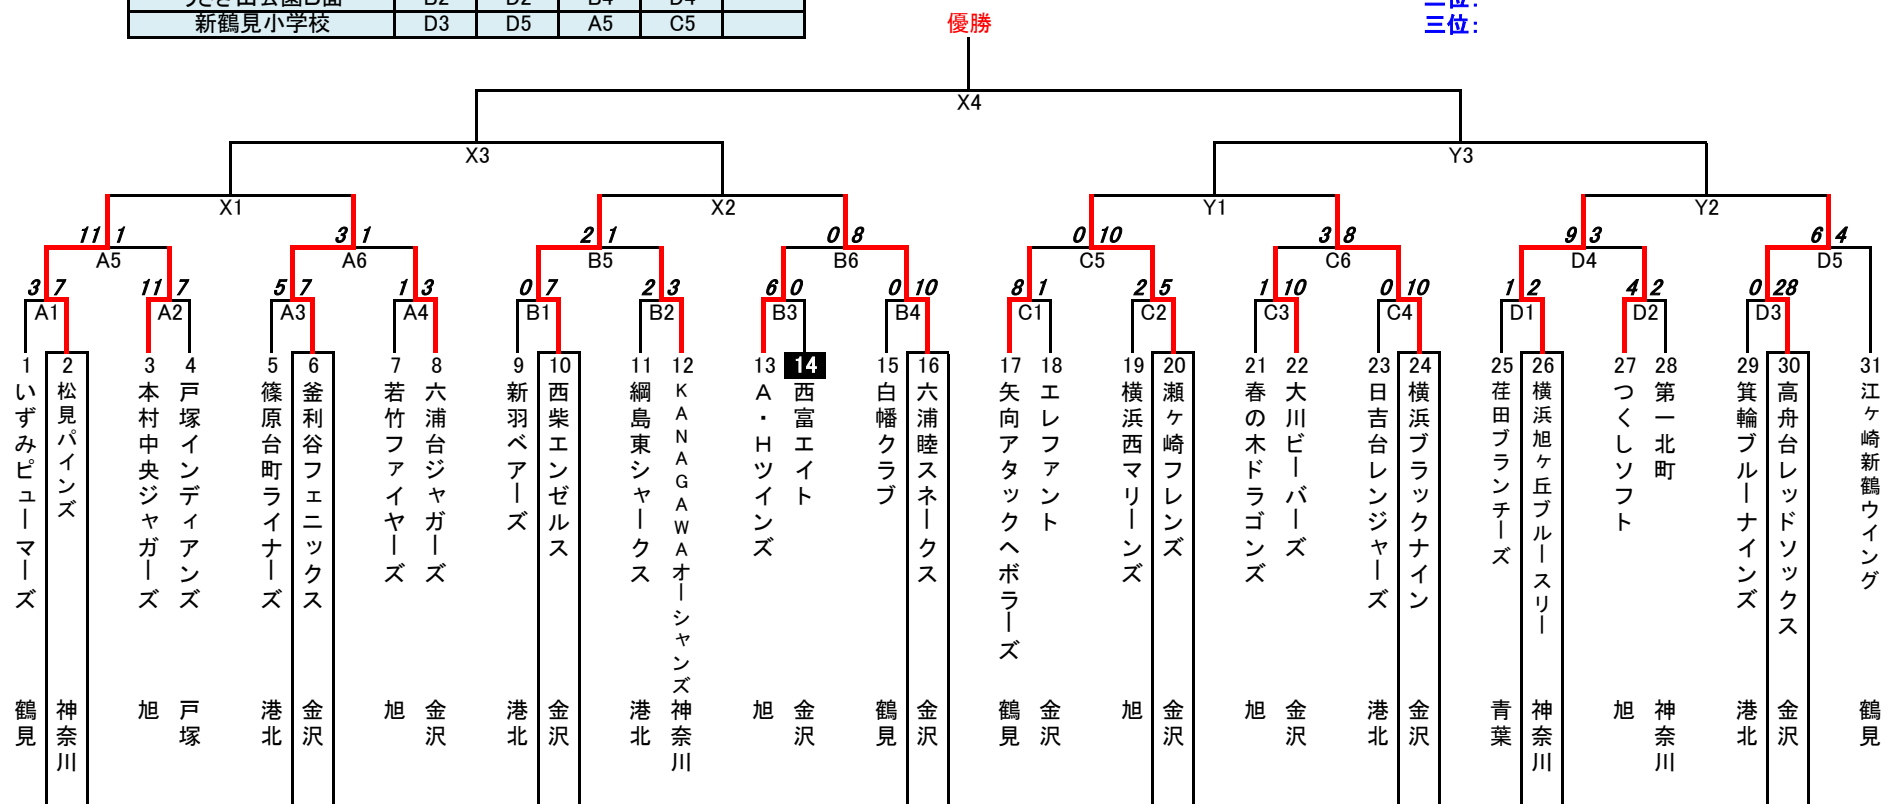 うさぎ山公園B面 B2 D2 B4 D4
二位:
新鶴見小学校 D3 D5 A5 C5
三位:
優勝
X4
X3 Y3
X1 X2 Y1 Y2
11 1 3 1 2 1 0 8 0 10 3 8 9 3 6 4
A5 A6 B5 B6 C5 C6 D4 D5
3 7 11 7 5 7 1 3 0 7 2 3 6 0 0 10 8 1 2 5 1 10 0 10 1 2 4 2 0 28
A1 A2 A3 A4 B1 B2 B3 B4 C1 C2 C3 C4 D1 D2 D3
1 いずみピューマーズ 鶴見
2 松見パインズ 神奈川
3 本村中央ジャガーズ 旭
4 戸塚インディアンズ 戸塚
5 篠原台町ライナーズ 港北
6 釜利谷フェニックス 金沢
7 若竹ファイヤーズ 旭
8 六浦台ジャガーズ 金沢
9 新羽ベアーズ 港北
10 西柴エンゼルス 金沢
11 綱島東シャークス 港北
12 KANAGAWAオーシャンズ 神奈川
13 A・Hツインズ 旭
14 西富エイト 金沢
15 白幡クラブ 鶴見
16 六浦睦スネークス 金沢
17 矢向アタックヘボラーズ 鶴見
18 エレファント 金沢
19 横浜西マリーンズ 旭
20 瀬ヶ崎フレンズ 金沢
21 春の木ドラゴンズ 旭
22 大川ビーバーズ 金沢
23 日吉台レンジャーズ 港北
24 横浜ブラックナイン 金沢
25 荏田ブランチーズ 青葉
26 横浜旭ヶ丘ブルースリー 神奈川
27 つくしソフト 旭
28 第一北町 神奈川
29 箕輪ブルーナインズ 港北
30 高舟台レッドソックス 金沢
31 江ヶ崎新鶴ウイング 鶴見